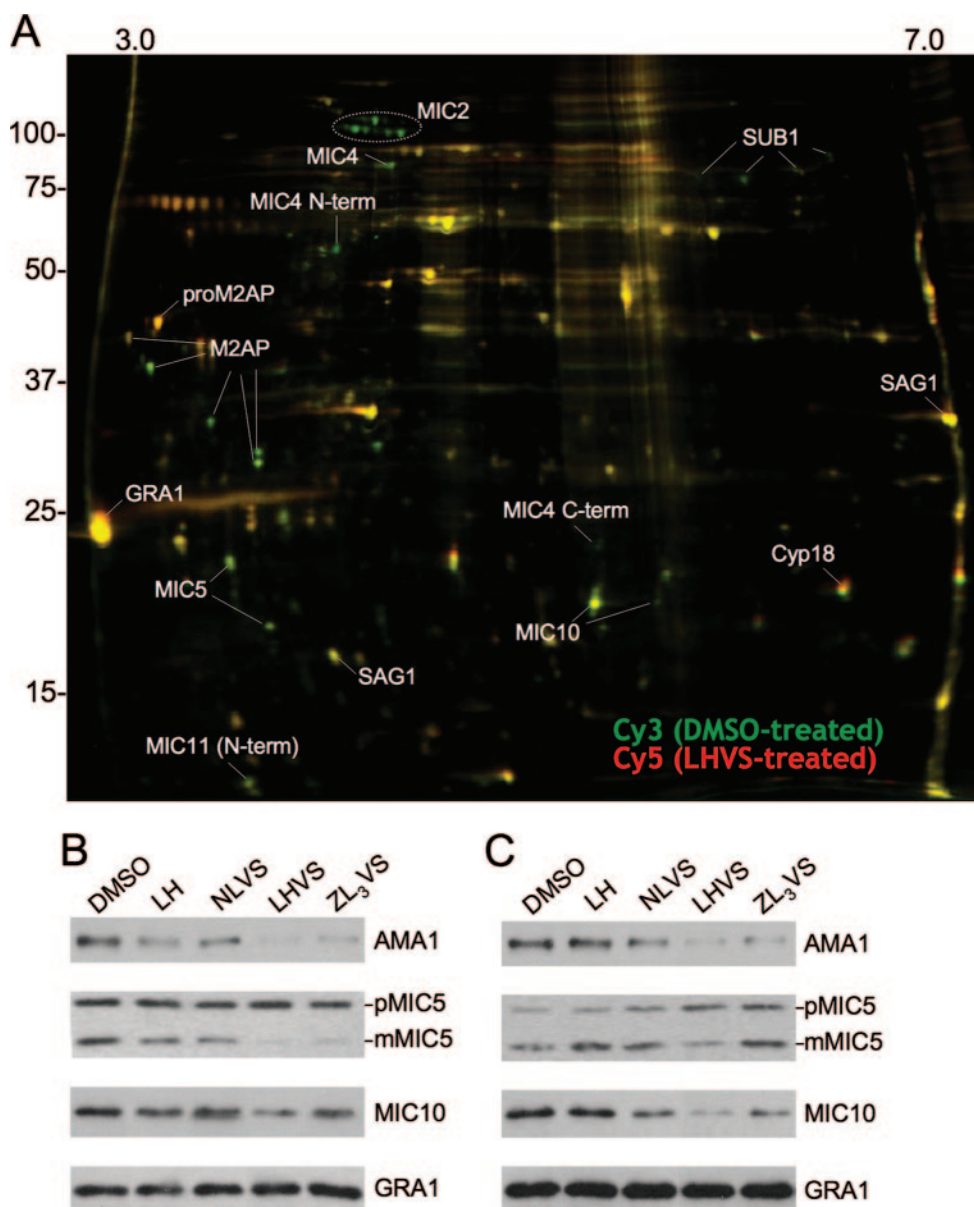 A
3.0 7.0
100-
75-
50-
37-
25-
15-
MIC2
MIC4
SUB1
MIC4 N-term
proM2AP
M2AP
SAG1
GRA1
MIC4 C-term
Cyp18
MIC5
MIC10
SAG1
MIC11 (N-term)
Cy3 (DMSO-treated)
Cy5 (LHVS-treated)
B
DMSO LH NLVS LHVS ZL₃VS
AMA1
-pMIC5
-mMIC5
MIC10
GRA1
C
DMSO LH NLVS LHVS ZL₃VS
AMA1
-pMIC5
-mMIC5
MIC10
GRA1